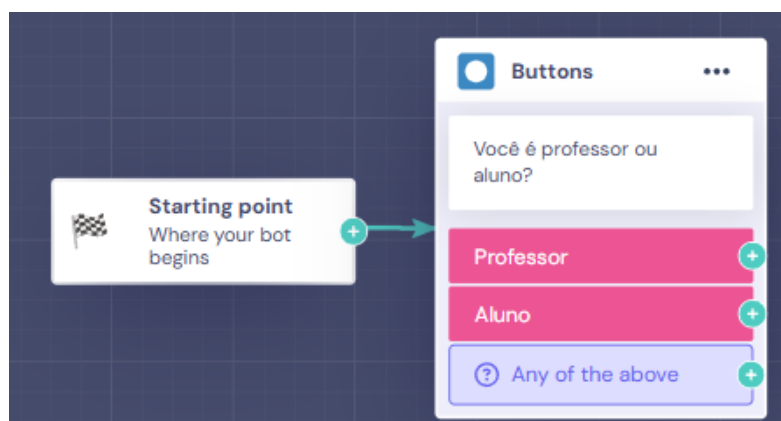 Starting point
Where your bot
begins
Buttons
Você é professor ou
aluno?
Professor
Aluno
Any of the above